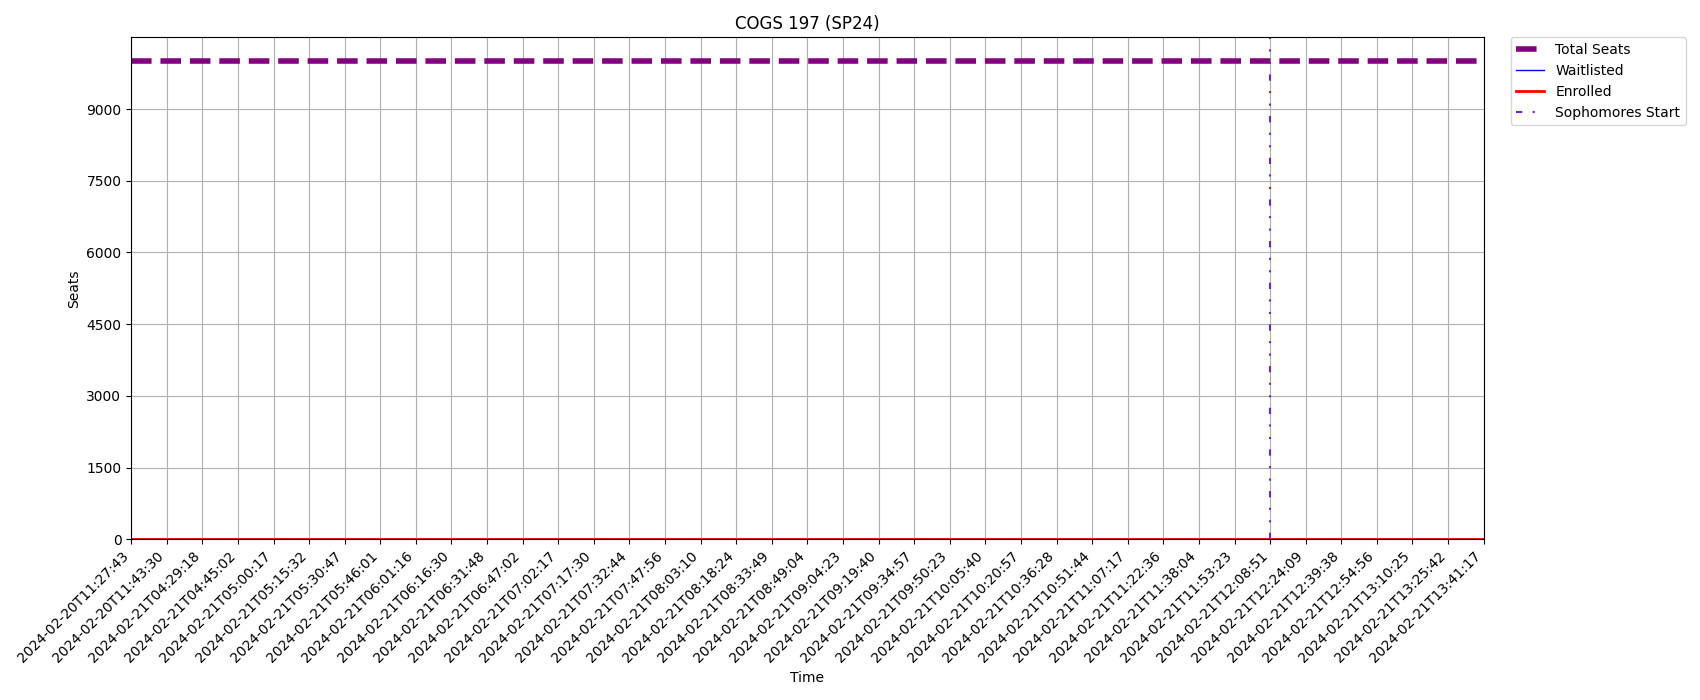 COGS 197 (SP24)
Total Seats
Waitlisted
Enrolled
Sophomores Start
Seats
9000
7500
6000
4500
3000
1500
0
2024-02-20T11:27:43
2024-02-20T11:43:30
2024-02-21T04:29:18
2024-02-21T04:45:02
2024-02-21T05:00:17
2024-02-21T05:15:32
2024-02-21T05:30:47
2024-02-21T05:46:01
2024-02-21T06:01:16
2024-02-21T06:16:30
2024-02-21T06:31:48
2024-02-21T06:47:02
2024-02-21T07:02:17
2024-02-21T07:17:30
2024-02-21T07:32:44
2024-02-21T07:47:56
2024-02-21T08:03:10
2024-02-21T08:18:24
2024-02-21T08:33:49
2024-02-21T08:49:04
2024-02-21T09:04:23
2024-02-21T09:19:40
2024-02-21T09:34:57
2024-02-21T09:50:23
2024-02-21T10:05:40
2024-02-21T10:20:57
2024-02-21T10:36:28
2024-02-21T10:51:44
2024-02-21T11:07:17
2024-02-21T11:22:36
2024-02-21T11:38:04
2024-02-21T11:53:23
2024-02-21T12:08:51
2024-02-21T12:24:09
2024-02-21T12:39:38
2024-02-21T12:54:56
2024-02-21T13:10:25
2024-02-21T13:25:42
2024-02-21T13:41:17
Time